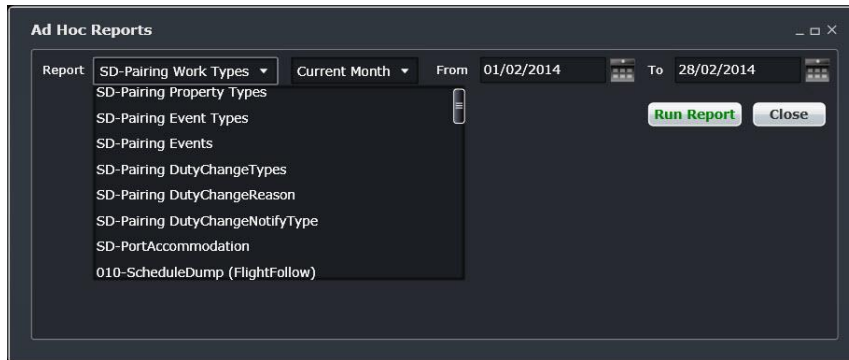 Ad Hoc Reports
Report SD-Pairing Work Types Current Month From 01/02/2014 To 28/02/2014
SD-Pairing Property Types
SD-Pairing Event Types
Run Report Close
SD-Pairing Events
SD-Pairing DutyChangeTypes
SD-Pairing DutyChangeReason
SD-Pairing DutyChangeNotifyType
SD-PortAccommodation
010-ScheduleDump (FlightFollow)